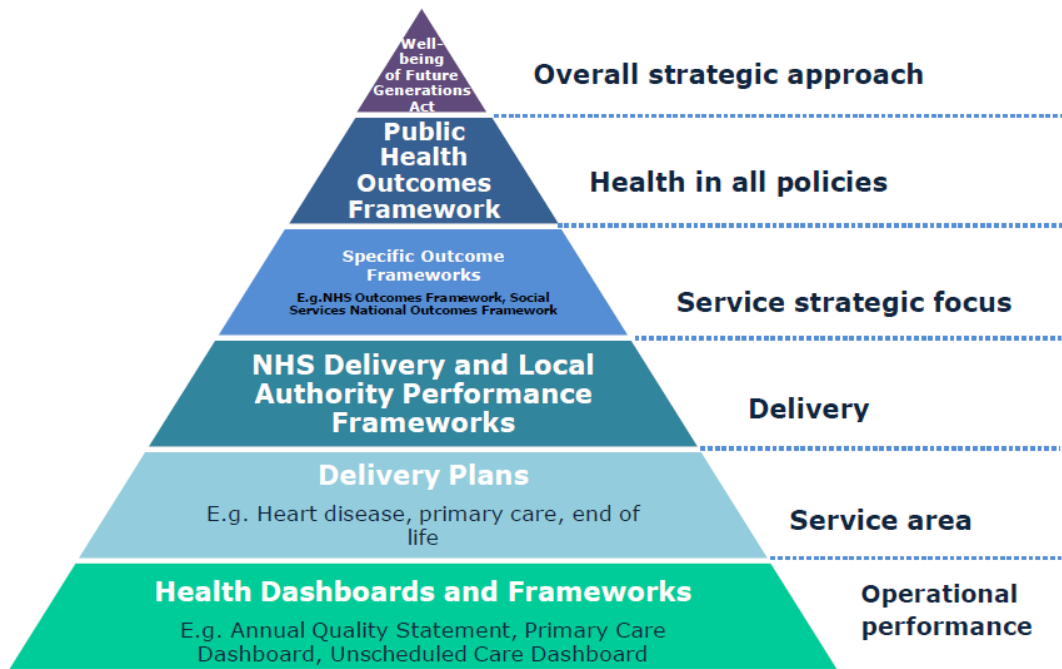 Well-
being
of Future
Generations
Act
Overall strategic approach
Public
Health
Outcomes
Framework
Health in all policies
Specific Outcome
Frameworks
E.g.NHS Outcomes Framework, Social
Services National Outcomes Framework
Service strategic focus
NHS Delivery and Local
Authority Performance
Frameworks
Delivery
Delivery Plans
E.g. Heart disease, primary care, end of
life
Service area
Health Dashboards and Frameworks
E.g. Annual Quality Statement, Primary Care
Dashboard, Unscheduled Care Dashboard
Operational
performance